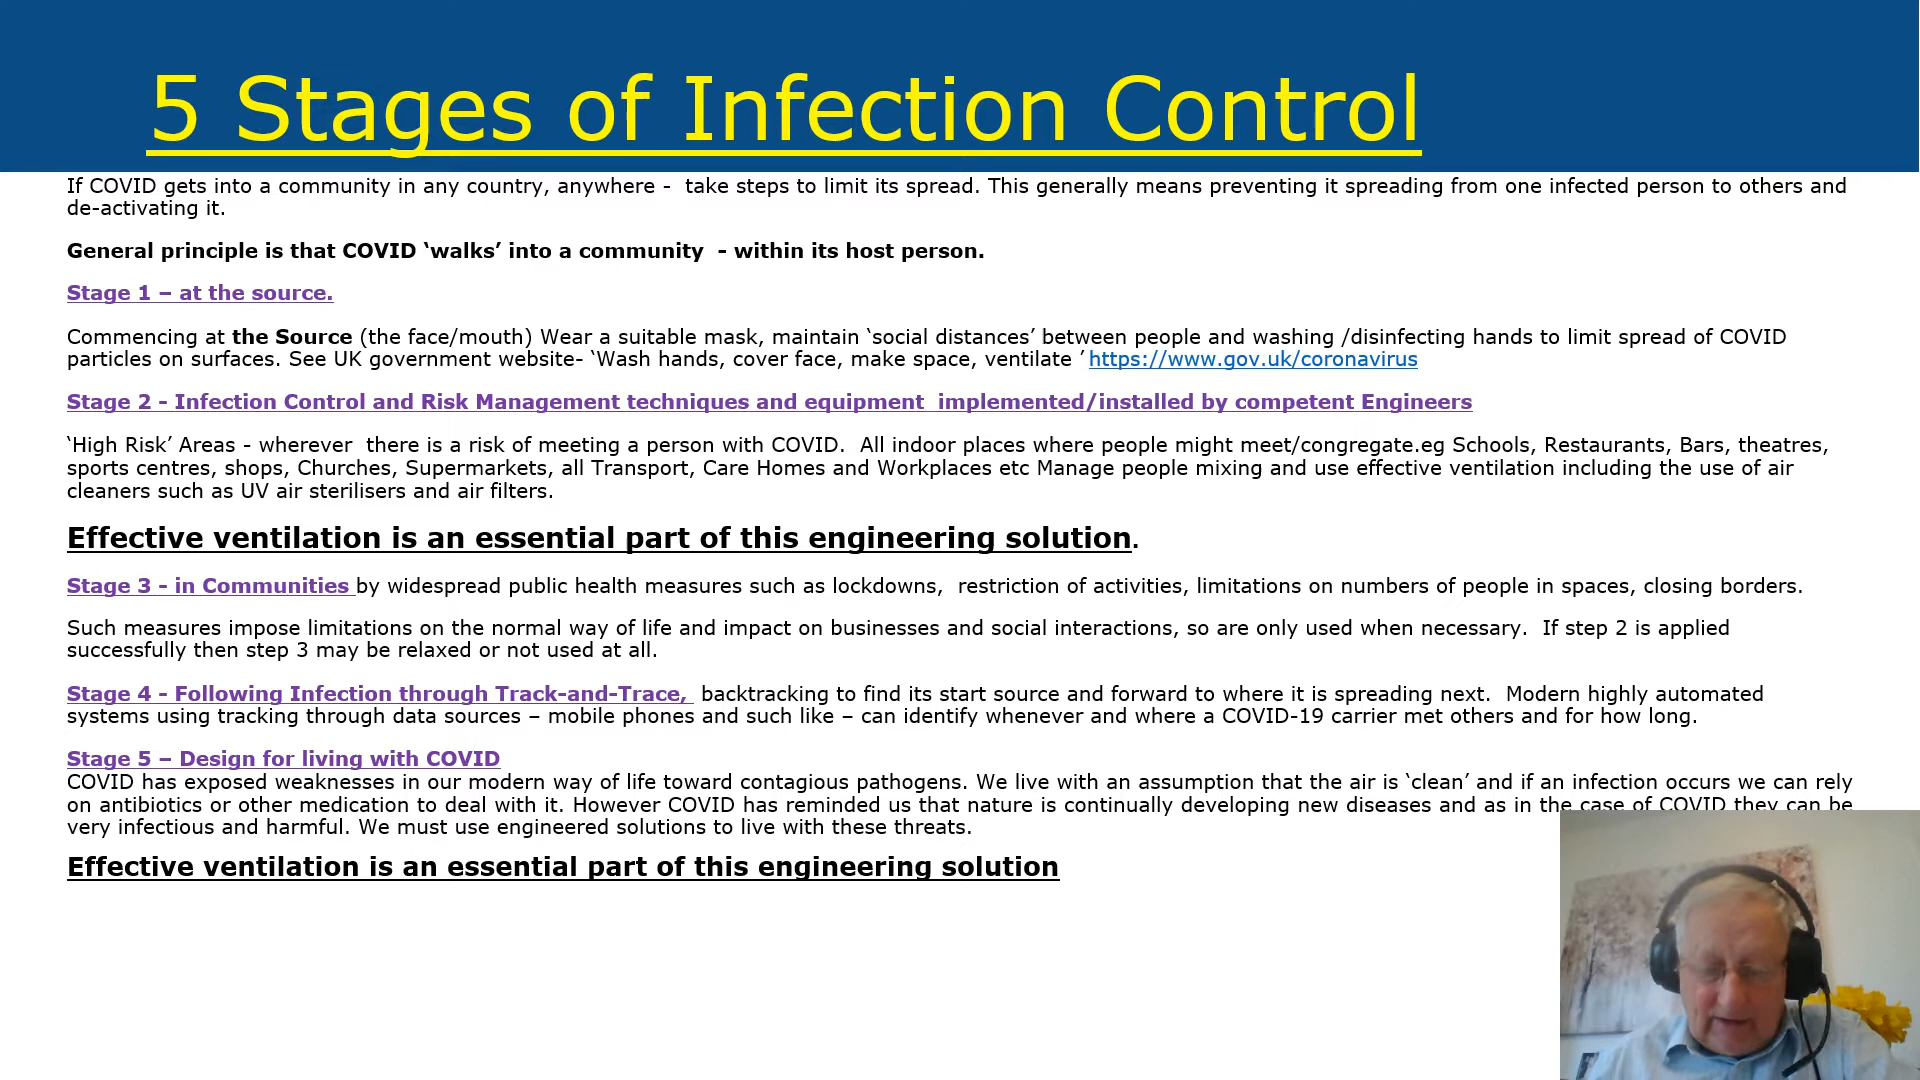 5 Stages of Infection Control
If COVID gets into a community in any country, anywhere -  take steps to limit its spread. This generally means preventing it spreading from one infected person to others and
de-activating it.
General principle is that COVID ‘walks’ into a community  - within its host person.
Stage 1 – at the source.
Commencing at the Source (the face/mouth) Wear a suitable mask, maintain ‘social distances’ between people and washing /disinfecting hands to limit spread of COVID
particles on surfaces. See UK government website- ‘Wash hands, cover face, make space, ventilate ’ https://www.gov.uk/coronavirus
Stage 2 - Infection Control and Risk Management techniques and equipment  implemented/installed by competent Engineers
‘High Risk’ Areas - wherever  there is a risk of meeting a person with COVID.  All indoor places where people might meet/congregate.eg Schools, Restaurants, Bars, theatres,
sports centres, shops, Churches, Supermarkets, all Transport, Care Homes and Workplaces etc Manage people mixing and use effective ventilation including the use of air
cleaners such as UV air sterilisers and air filters.
Effective ventilation is an essential part of this engineering solution.
Stage 3 - in Communities by widespread public health measures such as lockdowns,  restriction of activities, limitations on numbers of people in spaces, closing borders.
Such measures impose limitations on the normal way of life and impact on businesses and social interactions, so are only used when necessary.  If step 2 is applied
successfully then step 3 may be relaxed or not used at all.
Stage 4 - Following Infection through Track-and-Trace,  backtracking to find its start source and forward to where it is spreading next.  Modern highly automated
systems using tracking through data sources – mobile phones and such like – can identify whenever and where a COVID-19 carrier met others and for how long.
Stage 5 – Design for living with COVID
COVID has exposed weaknesses in our modern way of life toward contagious pathogens. We live with an assumption that the air is ‘clean’ and if an infection occurs we can rely
on antibiotics or other medication to deal with it. However COVID has reminded us that nature is continually developing new diseases and as in the case of COVID they can be
very infectious and harmful. We must use engineered solutions to live with these threats.
Effective ventilation is an essential part of this engineering solution